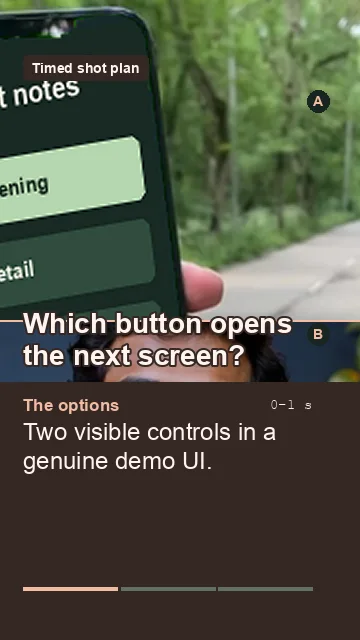 Timed shot plan
t notes
A
ening
etail
Which button opens
the next screen?
B
The options
0–1 s
Two visible controls in a
genuine demo UI.